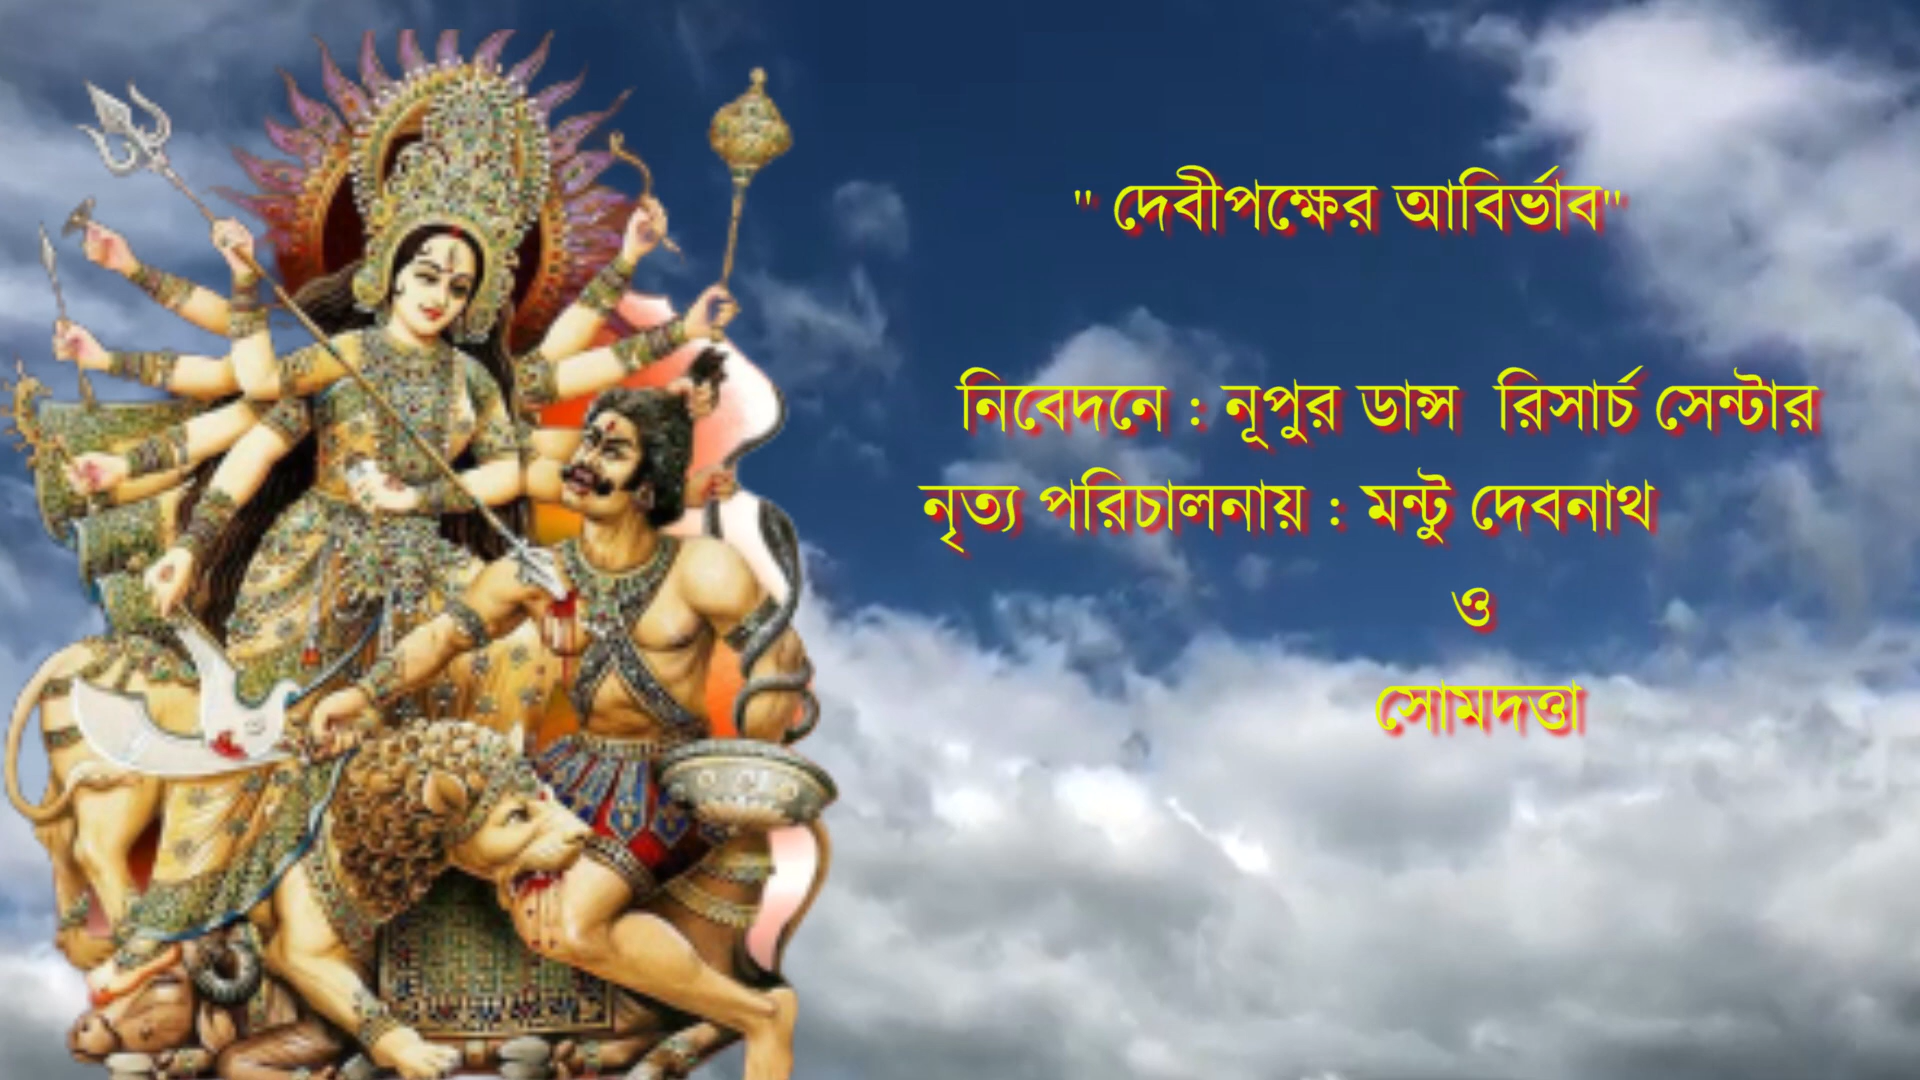 " দেবীপক্ষের আবির্ভাব"
নিবেদনে : নূপুর ডান্স রিসার্চ সেন্টার
নৃত্য পরিচালনায় : মন্টু দেবনাথ
ও
সোমদত্তা